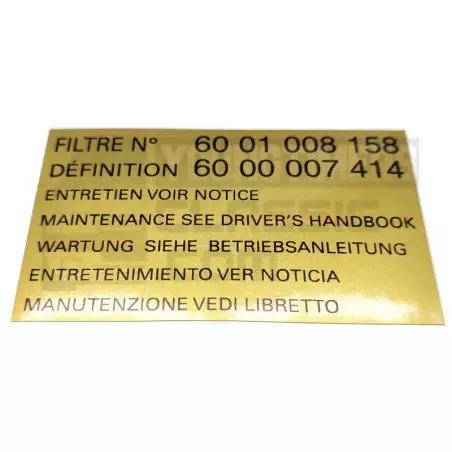 FILTRE N° 60 01 008 158
DÉFINITION 60 00 007 414
ENTRETIEN VOIR NOTICE
MAINTENANCE SEE DRIVER'S HANDBOOK
WARTUNG SIEHE BETRIEBSANLEITUNG
ENTRETENIMIENTO VER NOTICIA
MANUTENZIONE VEDI LIBRETTO